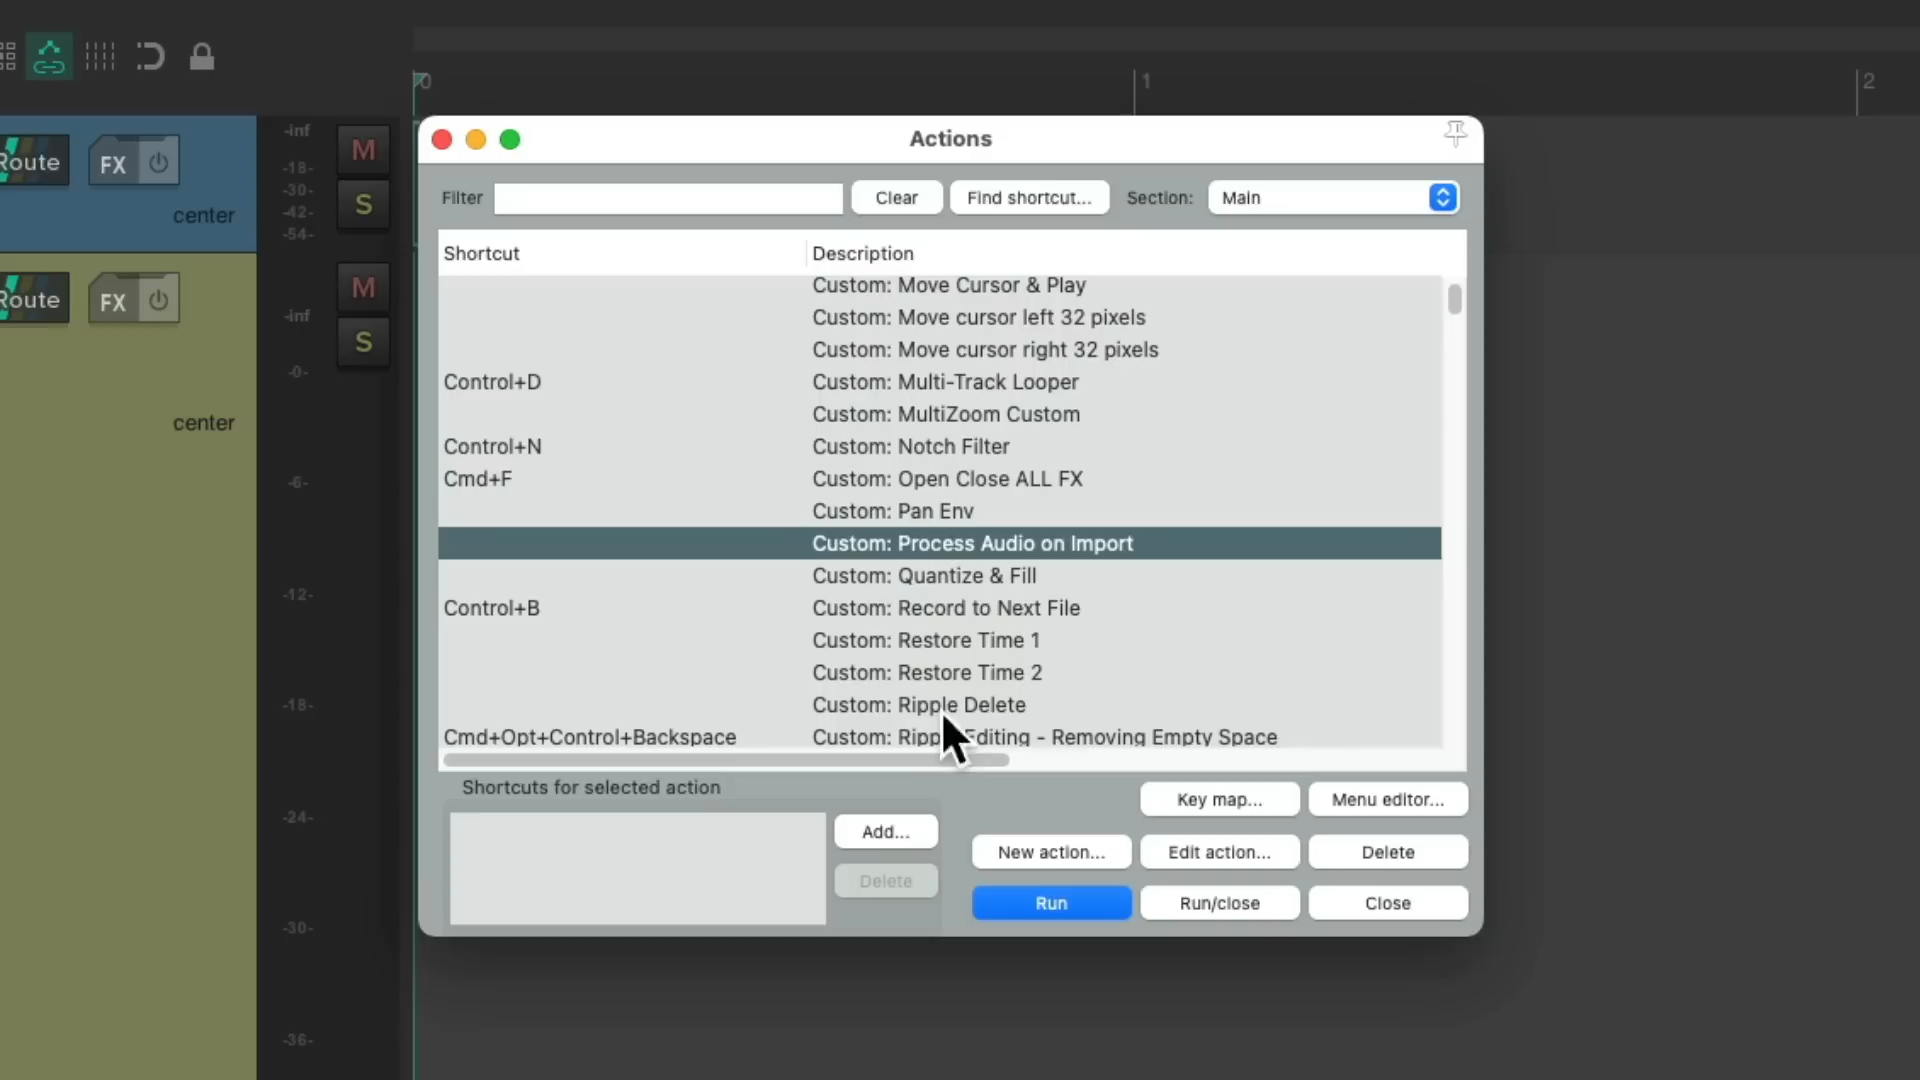 0
1
2
Route
FX
center
-inf
-18-
-30-
-42-
-54-
M
S
Route
FX
center
M
S
-inf
-0-
-6-
-12-
-18-
-24-
-30-
-36-
Actions
Filter
Clear
Find shortcut...
Section:
Main
Shortcut Description
Custom: Move Cursor & Play
Custom: Move cursor left 32 pixels
Custom: Move cursor right 32 pixels
Control+D Custom: Multi-Track Looper
Custom: MultiZoom Custom
Control+N Custom: Notch Filter
Cmd+F Custom: Open Close ALL FX
Custom: Pan Env
Custom: Process Audio on Import
Custom: Quantize & Fill
Control+B Custom: Record to Next File
Custom: Restore Time 1
Custom: Restore Time 2
Custom: Ripple Delete
Cmd+Opt+Control+Backspace Custom: Ripple Editing - Removing Empty Space
Shortcuts for selected action
Add...
Delete
Key map...
Menu editor...
New action...
Edit action...
Delete
Run
Run/close
Close